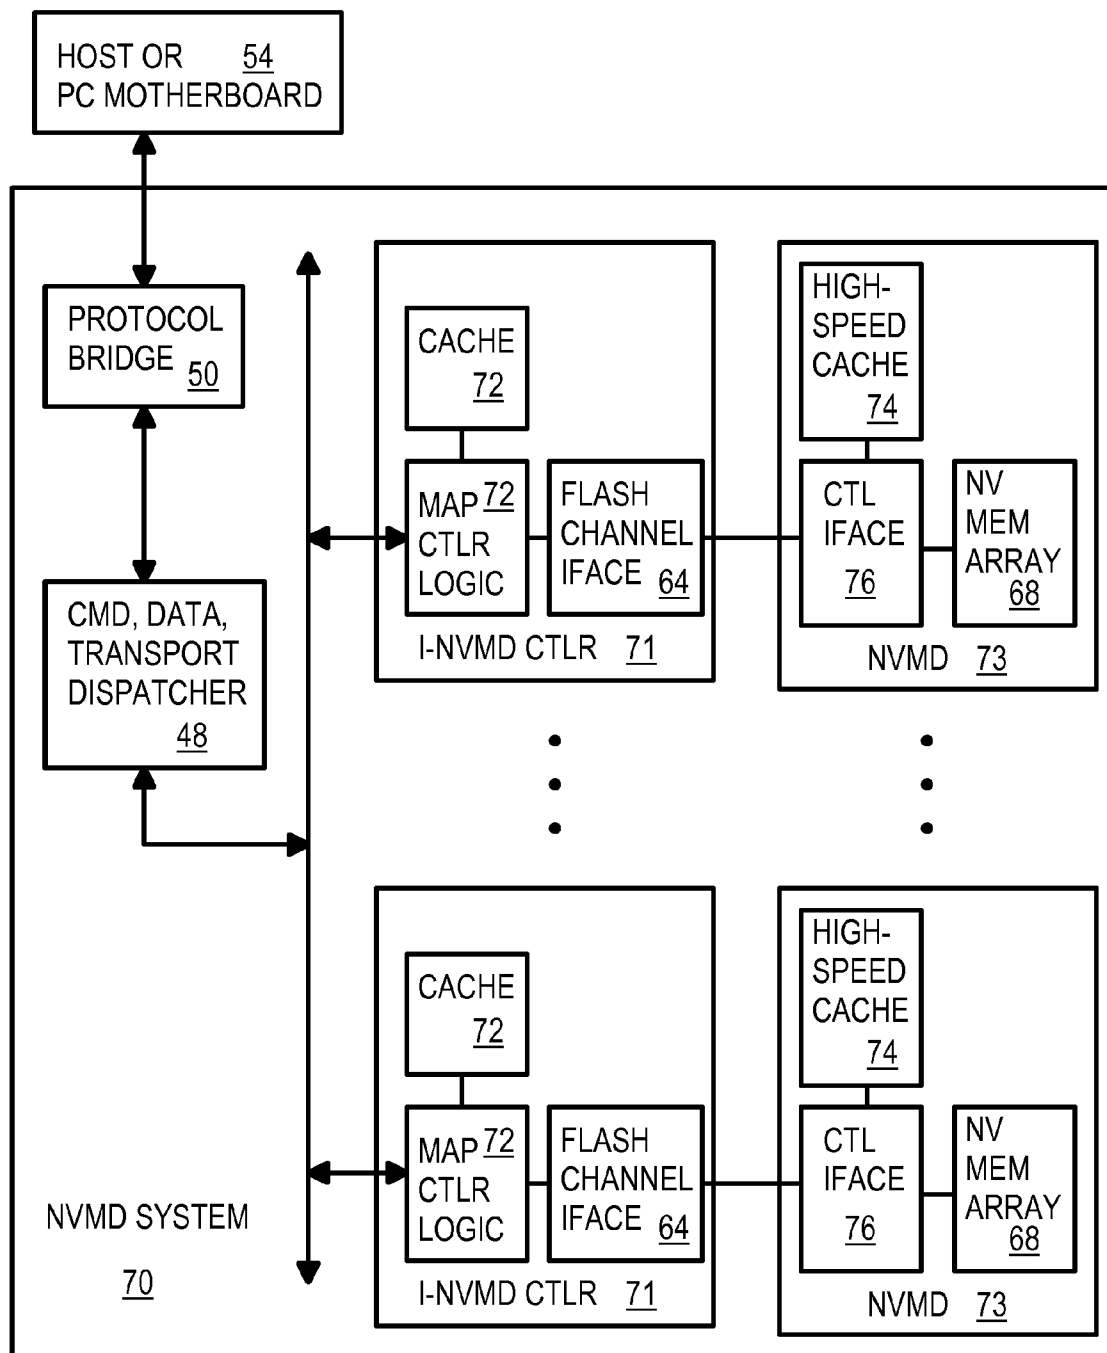 HOST OR 54
PC MOTHERBOARD
PROTOCOL
BRIDGE 50
CMD, DATA,
TRANSPORT
DISPATCHER
48
NVMD SYSTEM
70
CACHE
72
MAP 72
CTLR
LOGIC
FLASH
CHANNEL
IFACE 64
I-NVMD CTLR 71
HIGH-
SPEED
CACHE
74
CTL
IFACE
76
NV
MEM
ARRAY
68
NVMD 73
CACHE
72
MAP 72
CTLR
LOGIC
FLASH
CHANNEL
IFACE 64
I-NVMD CTLR 71
HIGH-
SPEED
CACHE
74
CTL
IFACE
76
NV
MEM
ARRAY
68
NVMD 73